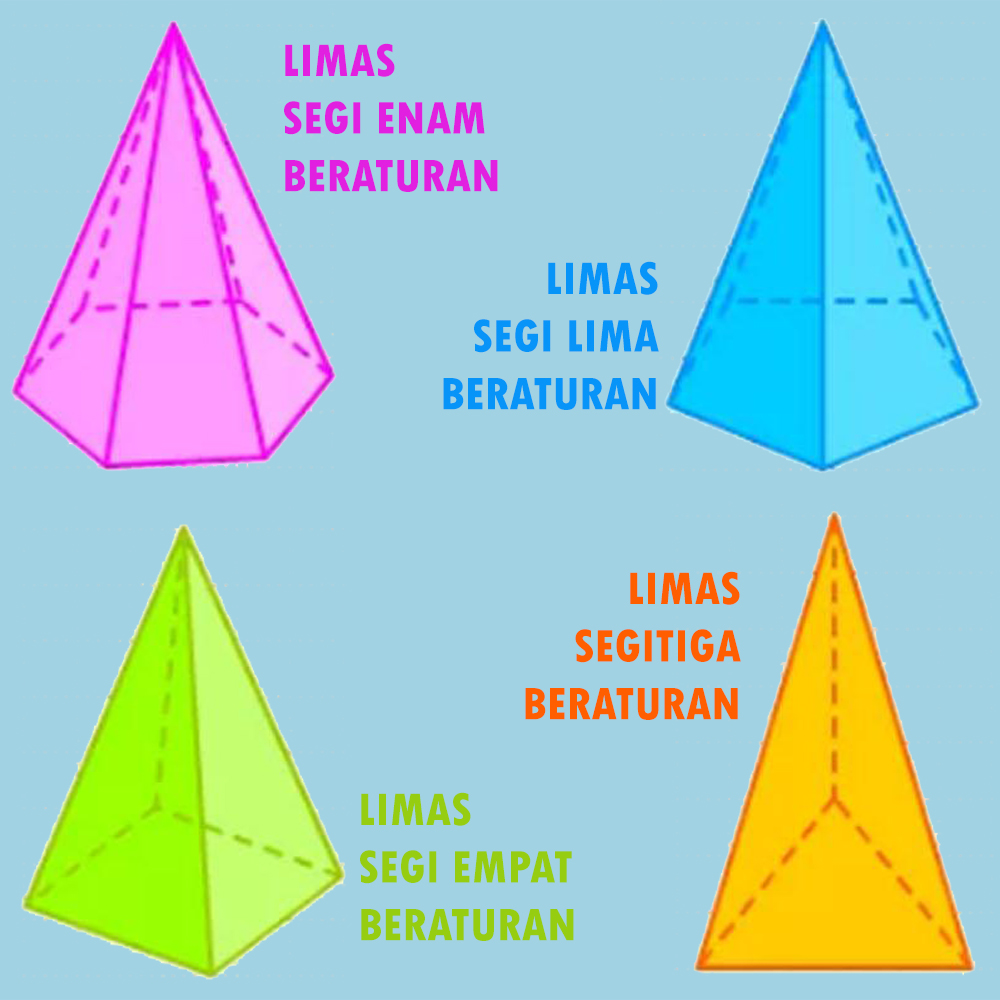 LIMAS
SEGI ENAM
BERATURAN
LIMAS
SEGI LIMA
BERATURAN
LIMAS
SEGITIGA
BERATURAN
LIMAS
SEGI EMPAT
BERATURAN